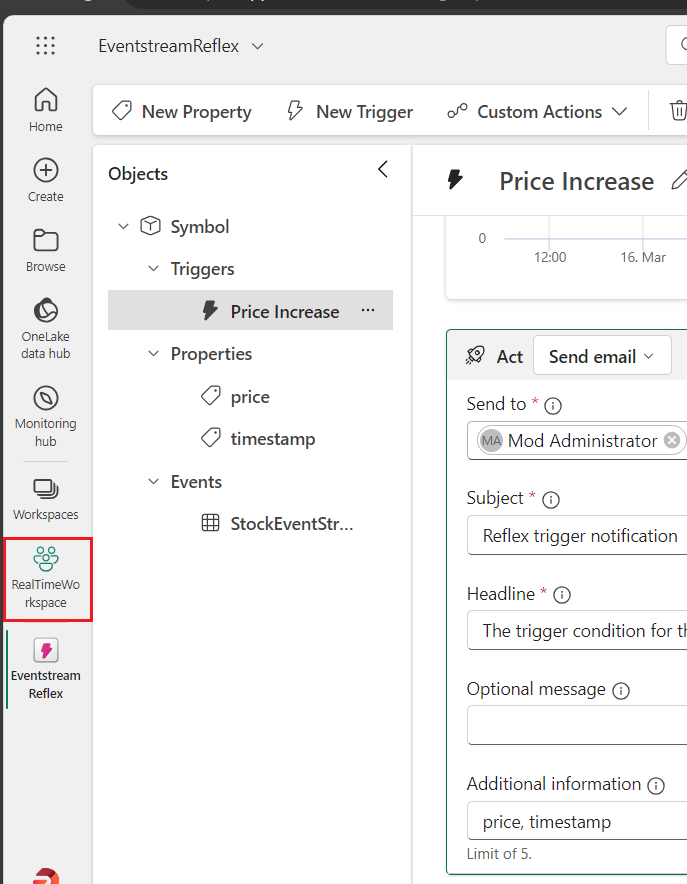 EventstreamReflex
New Property
New Trigger
Custom Actions
Home
Create
Browse
OneLake
data hub
Monitoring
hub
Workspaces
RealTimeWo
rkspace
Eventstream
Reflex
Objects
Symbol
Triggers
Price Increase
Properties
price
timestamp
Events
StockEventStr...
Price Increase
0
12:00
16. Mar
Act
Send email
Send to *
MA Mod Administrator
Subject *
Reflex trigger notification
Headline *
The trigger condition for th
Optional message
Additional information
price, timestamp
Limit of 5.